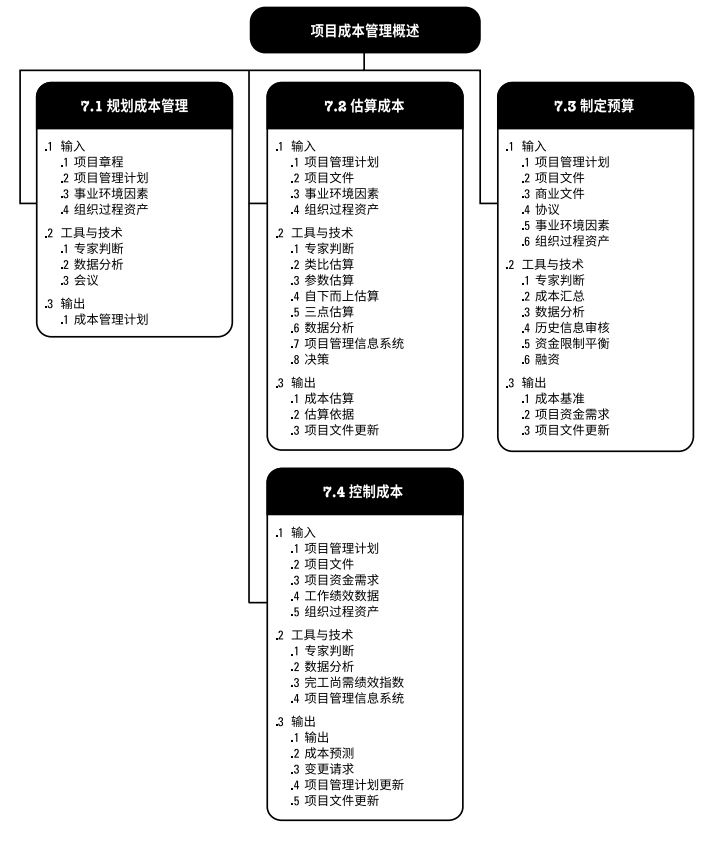 项目成本管理概述
7.1 规划成本管理
.1 输入
.1 项目章程
.2 项目管理计划
.3 事业环境因素
.4 组织过程资产
.2 工具与技术
.1 专家判断
.2 数据分析
.3 会议
.3 输出
.1 成本管理计划
7.2 估算成本
.1 输入
.1 项目管理计划
.2 项目文件
.3 事业环境因素
.4 组织过程资产
.2 工具与技术
.1 专家判断
.2 类比估算
.3 参数估算
.4 自下而上估算
.5 三点估算
.6 数据分析
.7 项目管理信息系统
.8 决策
.3 输出
.1 成本估算
.2 估算依据
.3 项目文件更新
7.3 制定预算
.1 输入
.1 项目管理计划
.2 项目文件
.3 商业文件
.4 协议
.5 事业环境因素
.6 组织过程资产
.2 工具与技术
.1 专家判断
.2 成本汇总
.3 数据分析
.4 历史信息审核
.5 资金限制平衡
.6 融资
.3 输出
.1 成本基准
.2 项目资金需求
.3 项目文件更新
7.4 控制成本
.1 输入
.1 项目管理计划
.2 项目文件
.3 项目资金需求
.4 工作绩效数据
.5 组织过程资产
.2 工具与技术
.1 专家判断
.2 数据分析
.3 完工尚需绩效指数
.4 项目管理信息系统
.3 输出
.1 输出
.2 成本预测
.3 变更请求
.4 项目管理计划更新
.5 项目文件更新